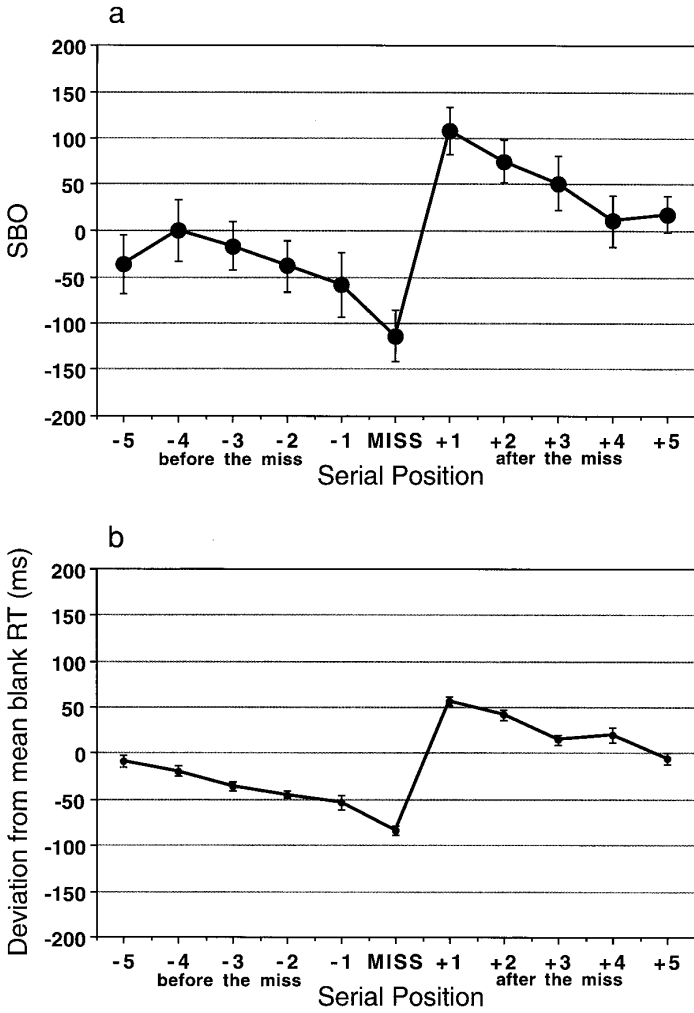 a
200
150
100
50
0
-50
-100
-150
-200
SBO
-5 -4 -3 -2 -1 MISS +1 +2 +3 +4 +5
before the miss after the miss
Serial Position
b
200
150
100
50
0
-50
-100
-150
-200
Deviation from mean blank RT (ms)
-5 -4 -3 -2 -1 MISS +1 +2 +3 +4 +5
before the miss after the miss
Serial Position